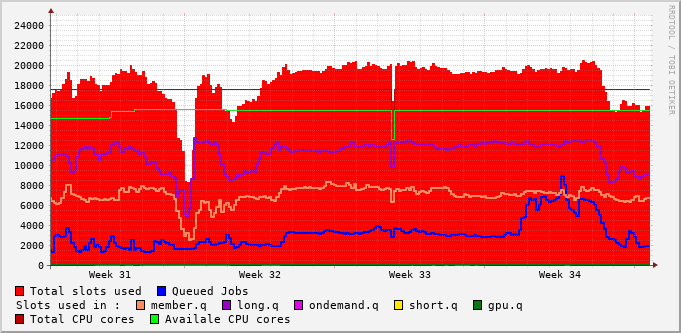 24000
22000
20000
18000
16000
14000
12000
10000
8000
6000
4000
2000
0
Week 31 Week 32 Week 33 Week 34
Total slots used Queued Jobs
Slots used in : member.q long.q ondemand.q short.q gpu.q
Total CPU cores Availale CPU cores
RRDTOOL / TOBI OETIKER